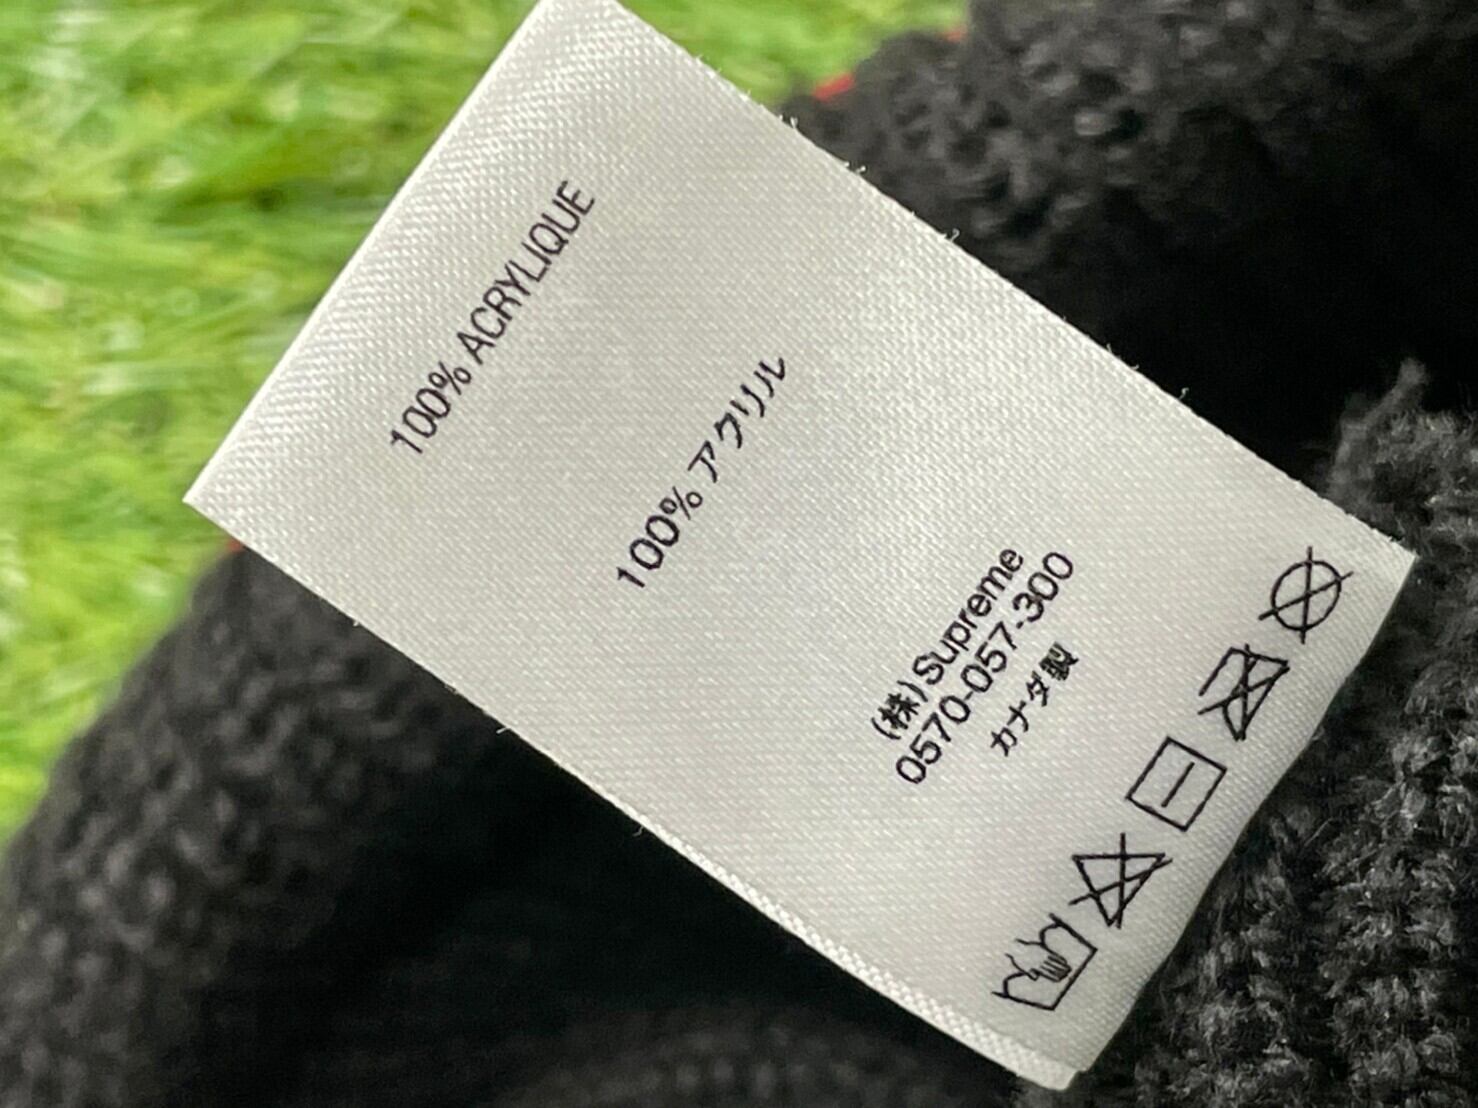 100% ACRYLIQUE
100% アクリル
(株)Supreme
0570-057-300
カナダ製